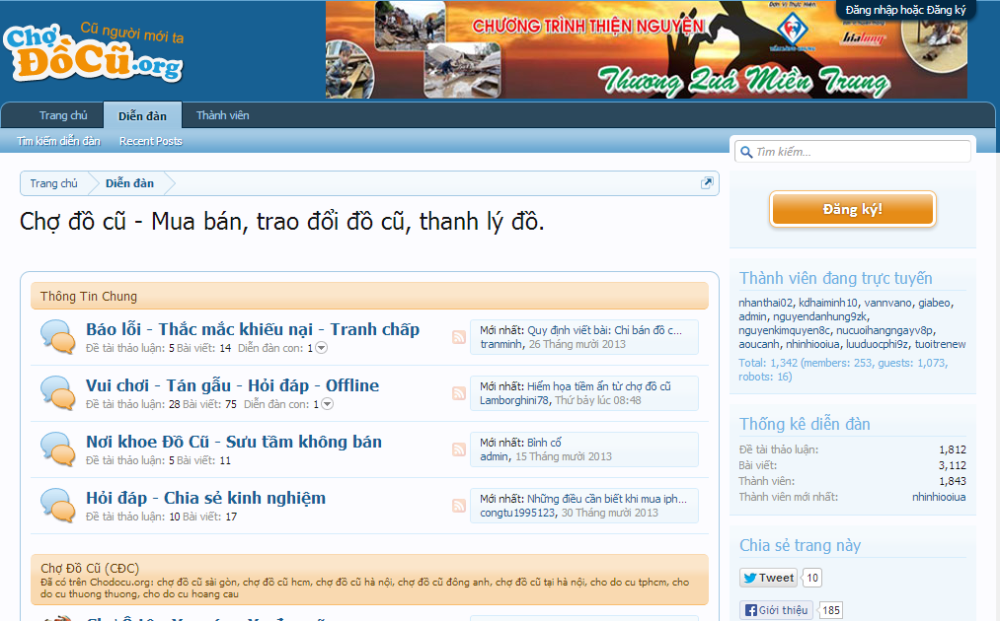 Chợ
ĐồCũ.org
Cũ người mới ta
CHƯƠNG TRÌNH THIỆN NGUYỆN
Thương Quá Miền Trung
Đăng nhập hoặc Đăng ký
Trang chủ
Diễn đàn
Thành viên
Tìm kiếm diễn đàn
Recent Posts
Tìm kiếm...
Trang chủ
Diễn đàn
Chợ đồ cũ - Mua bán, trao đổi đồ cũ, thanh lý đồ.
Thông Tin Chung
Báo lỗi - Thắc mắc khiếu nại - Tranh chấp
Đề tài thảo luận: 5 Bài viết: 14 Diễn đàn con: 1
Mới nhất: Quy định viết bài: Chỉ bán đồ c...
tranminh, 26 Tháng mười 2013
Vui chơi - Tán gẫu - Hỏi đáp - Offline
Đề tài thảo luận: 28 Bài viết: 75 Diễn đàn con: 1
Mới nhất: Hiểm họa tiềm ẩn từ chợ đồ cũ
Lamborghini78, Thứ bảy lúc 08:48
Nơi khoe Đồ Cũ - Sưu tầm không bán
Đề tài thảo luận: 5 Bài viết: 11
Mới nhất: Bình cổ
admin, 15 Tháng mười 2013
Hỏi đáp - Chia sẻ kinh nghiệm
Đề tài thảo luận: 10 Bài viết: 17
Mới nhất: Những điều cần biết khi mua iph...
congtu1995123, 30 Tháng mười 2013
Chợ Đồ Cũ (CĐC)
Đã có trên Chodocu.org: chợ đồ cũ sài gòn, chợ đồ cũ hcm, chợ đồ cũ hà nội, chợ đồ cũ đông anh, chợ đồ cũ tại hà nội, cho do cu tphcm, cho
do cu thuong thuong, cho do cu hoang cau
Đăng ký!
Thành viên đang trực tuyến
nhanthai02, kdhaiminh10, vannvano, giabeo,
admin, nguyendanhung9zk,
nguyenkimquyen8c, nucuoihangngayv8p,
aoucanh, nhinhiooiua, luuduocphi9z, tuoitrenew
Total: 1,342 (members: 253, guests: 1,073,
robots: 16)
Thống kê diễn đàn
Đề tài thảo luận: 1,812
Bài viết: 3,112
Thành viên: 1,843
Thành viên mới nhất: nhinhiooiua
Chia sẻ trang này
Tweet 10
Giới thiệu 185